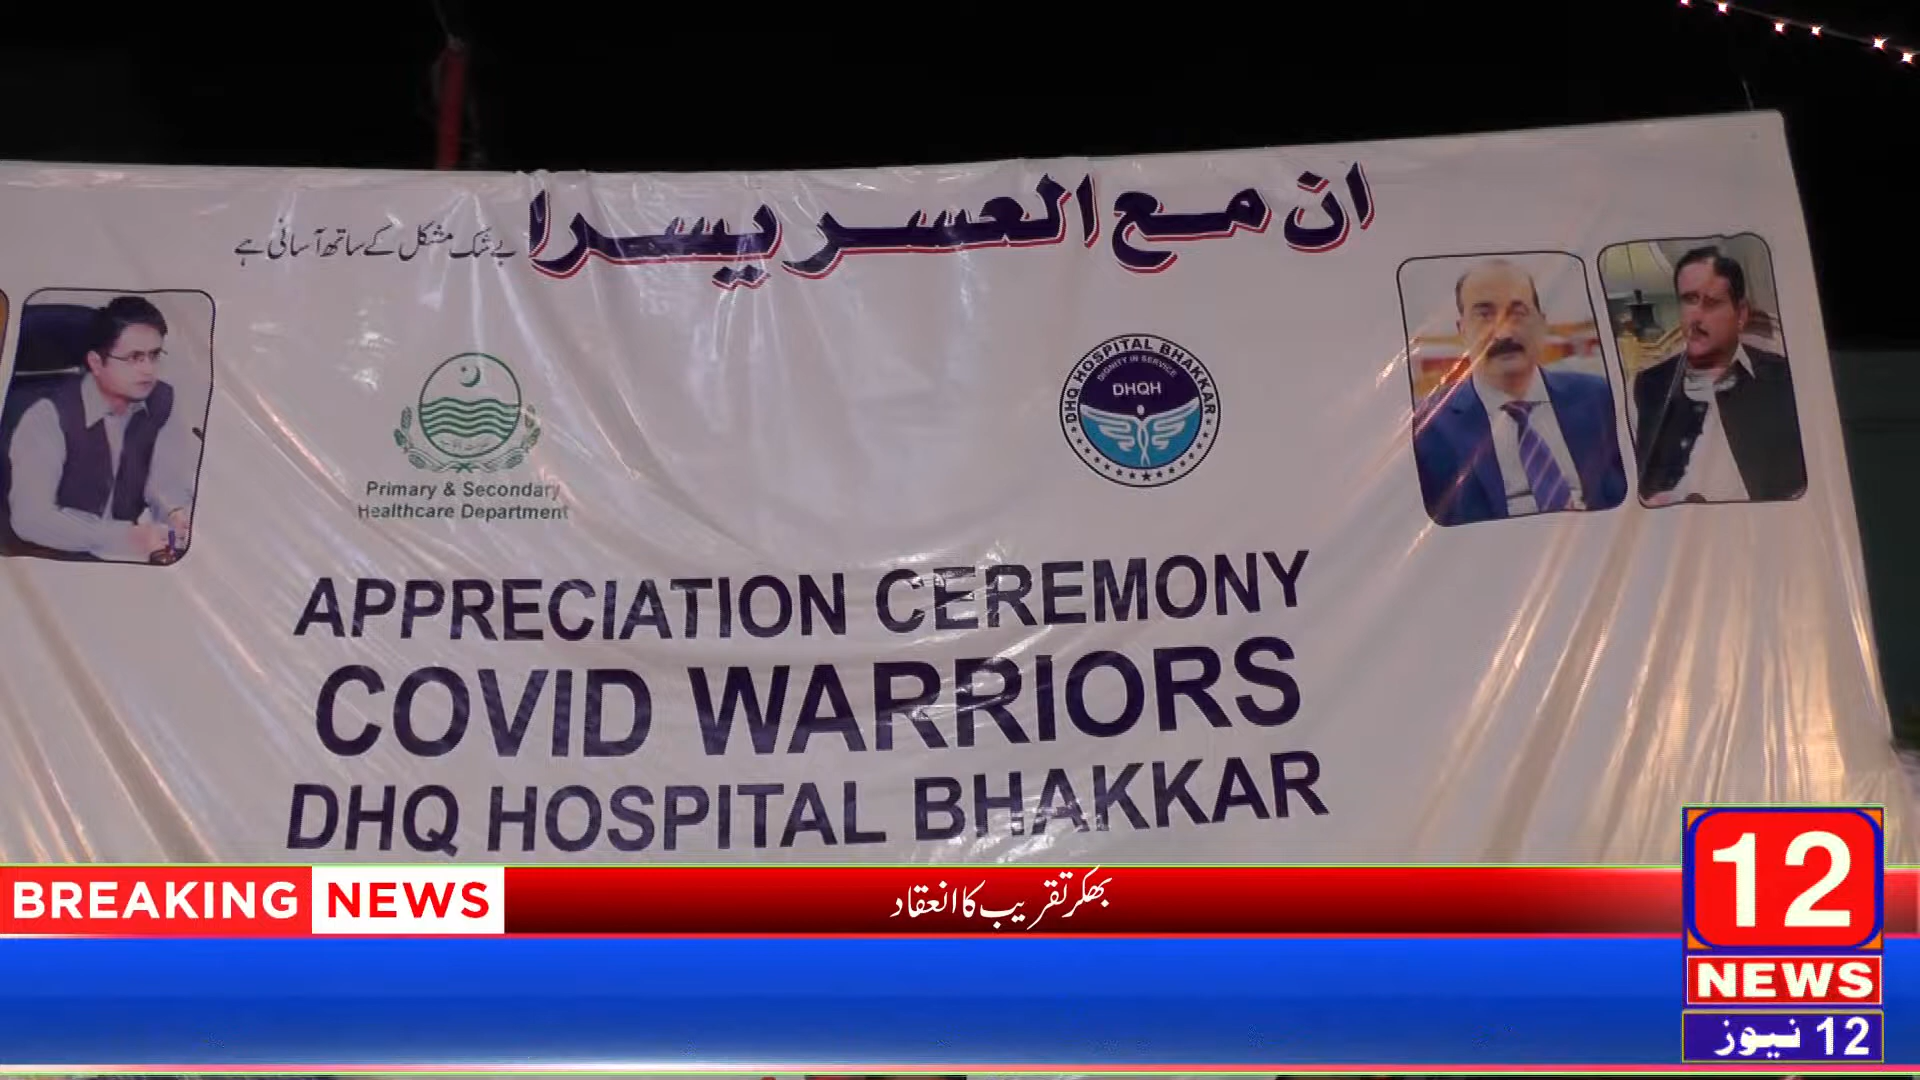 ان مع العسر يسرا
بے شک مشکل کے ساتھ آسانی ہے
Primary & Secondary
Healthcare Department
DHQ HOSPITAL BHAKKAR
DIGNITY IN SERVICE
DHQH
APPRECIATION CEREMONY
COVID WARRIORS
DHQ HOSPITAL BHAKKAR
BREAKING NEWS
بھکر تقریب کا انعقاد
12
NEWS
12 نیوز